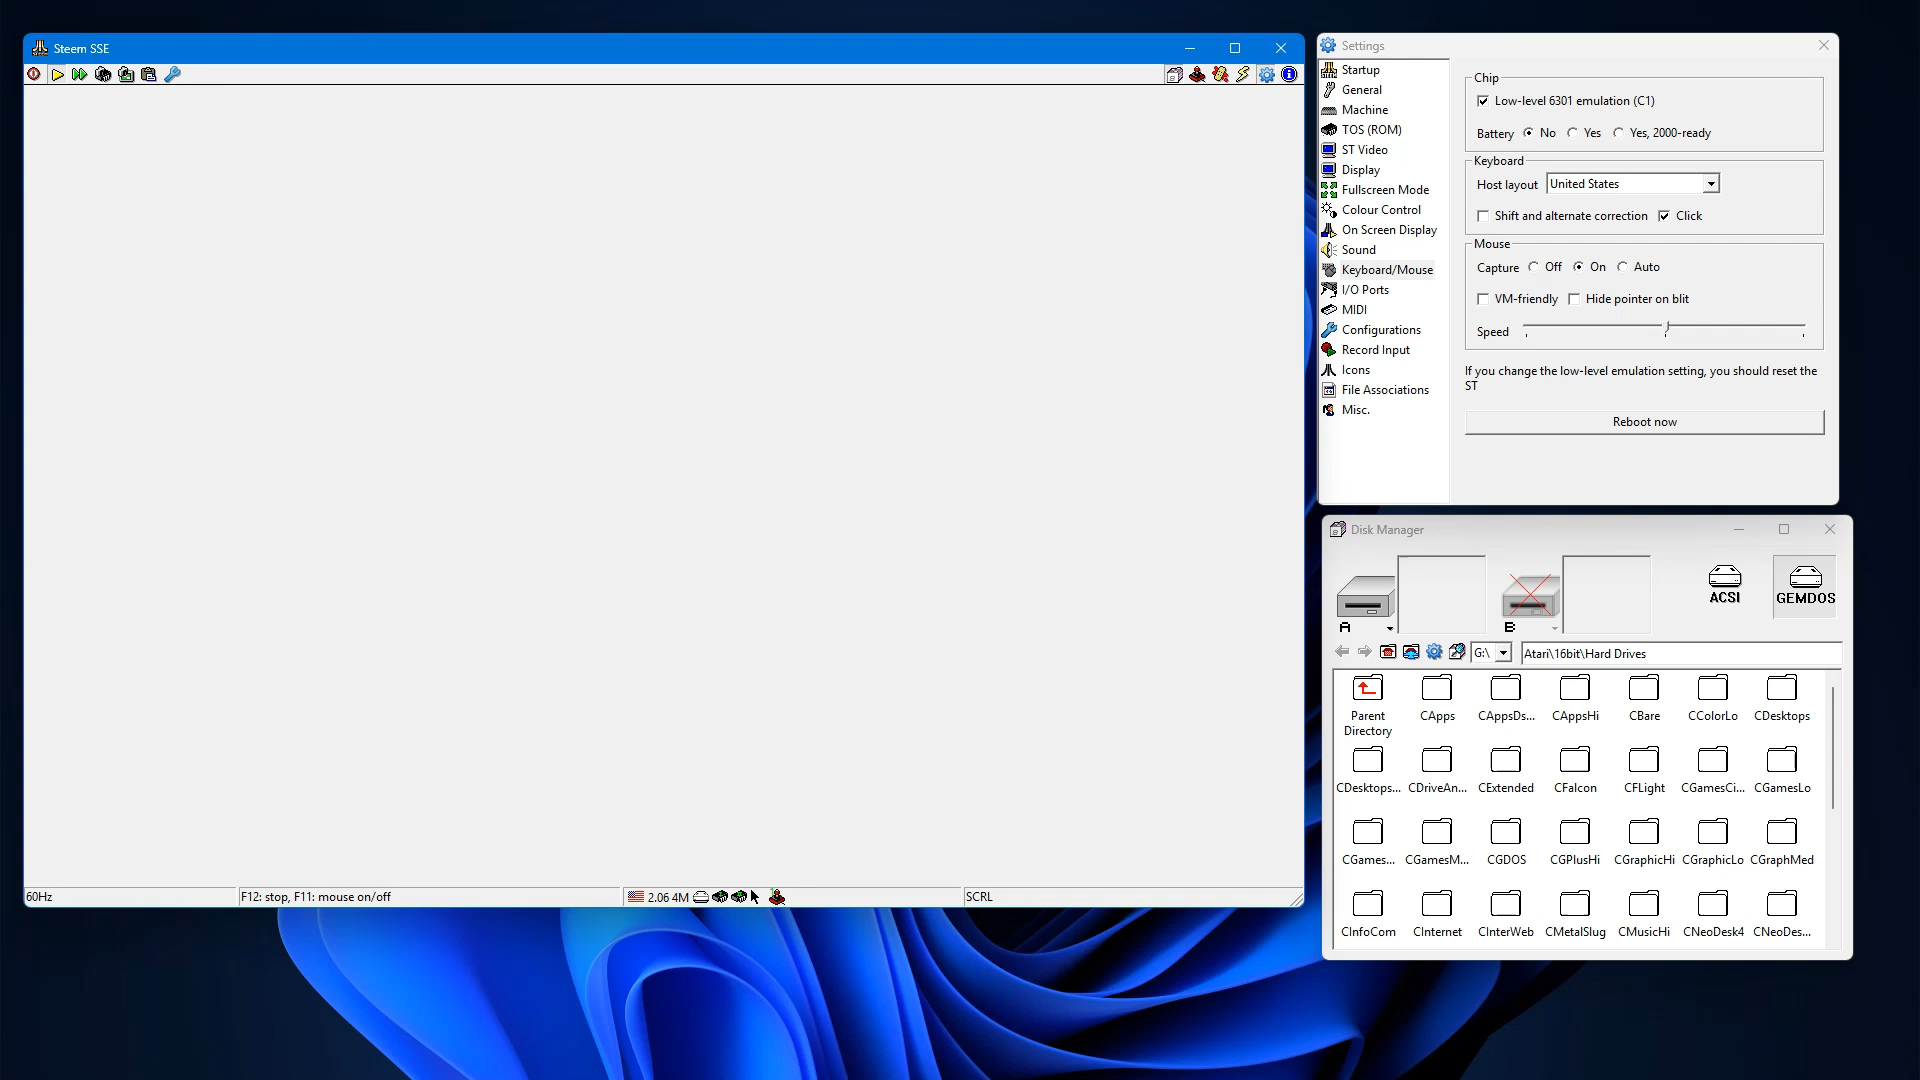 Steem SSE
60Hz
F12: stop, F11: mouse on/off
2.06 4M
SCRL
Settings
Startup
General
Machine
TOS (ROM)
ST Video
Display
Fullscreen Mode
Colour Control
On Screen Display
Sound
Keyboard/Mouse
I/O Ports
MIDI
Configurations
Record Input
Icons
File Associations
Misc.
Chip
Low-level 6301 emulation (C1)
Battery No Yes Yes, 2000-ready
Keyboard
Host layout United States
Shift and alternate correction Click
Mouse
Capture Off On Auto
VM-friendly Hide pointer on blit
Speed
If you change the low-level emulation setting, you should reset the
ST
Reboot now
Disk Manager
ACSI GEMDOS
A B
G:\ Atari\16bit\Hard Drives
Parent CApps CAppsDs... CAppsHi CBare CColorLo CDesktops
Directory
CDesktops... CDriveAn... CExtended CFalcon CFLight CGamesCi... CGamesLo
CGames... CGamesM... CGDOS CGPlusHi CGraphicHi CGraphicLo CGraphMed
CInfoCom CInternet CInterWeb CMetalSlug CMusicHi CNeoDesk4 CNeoDes...